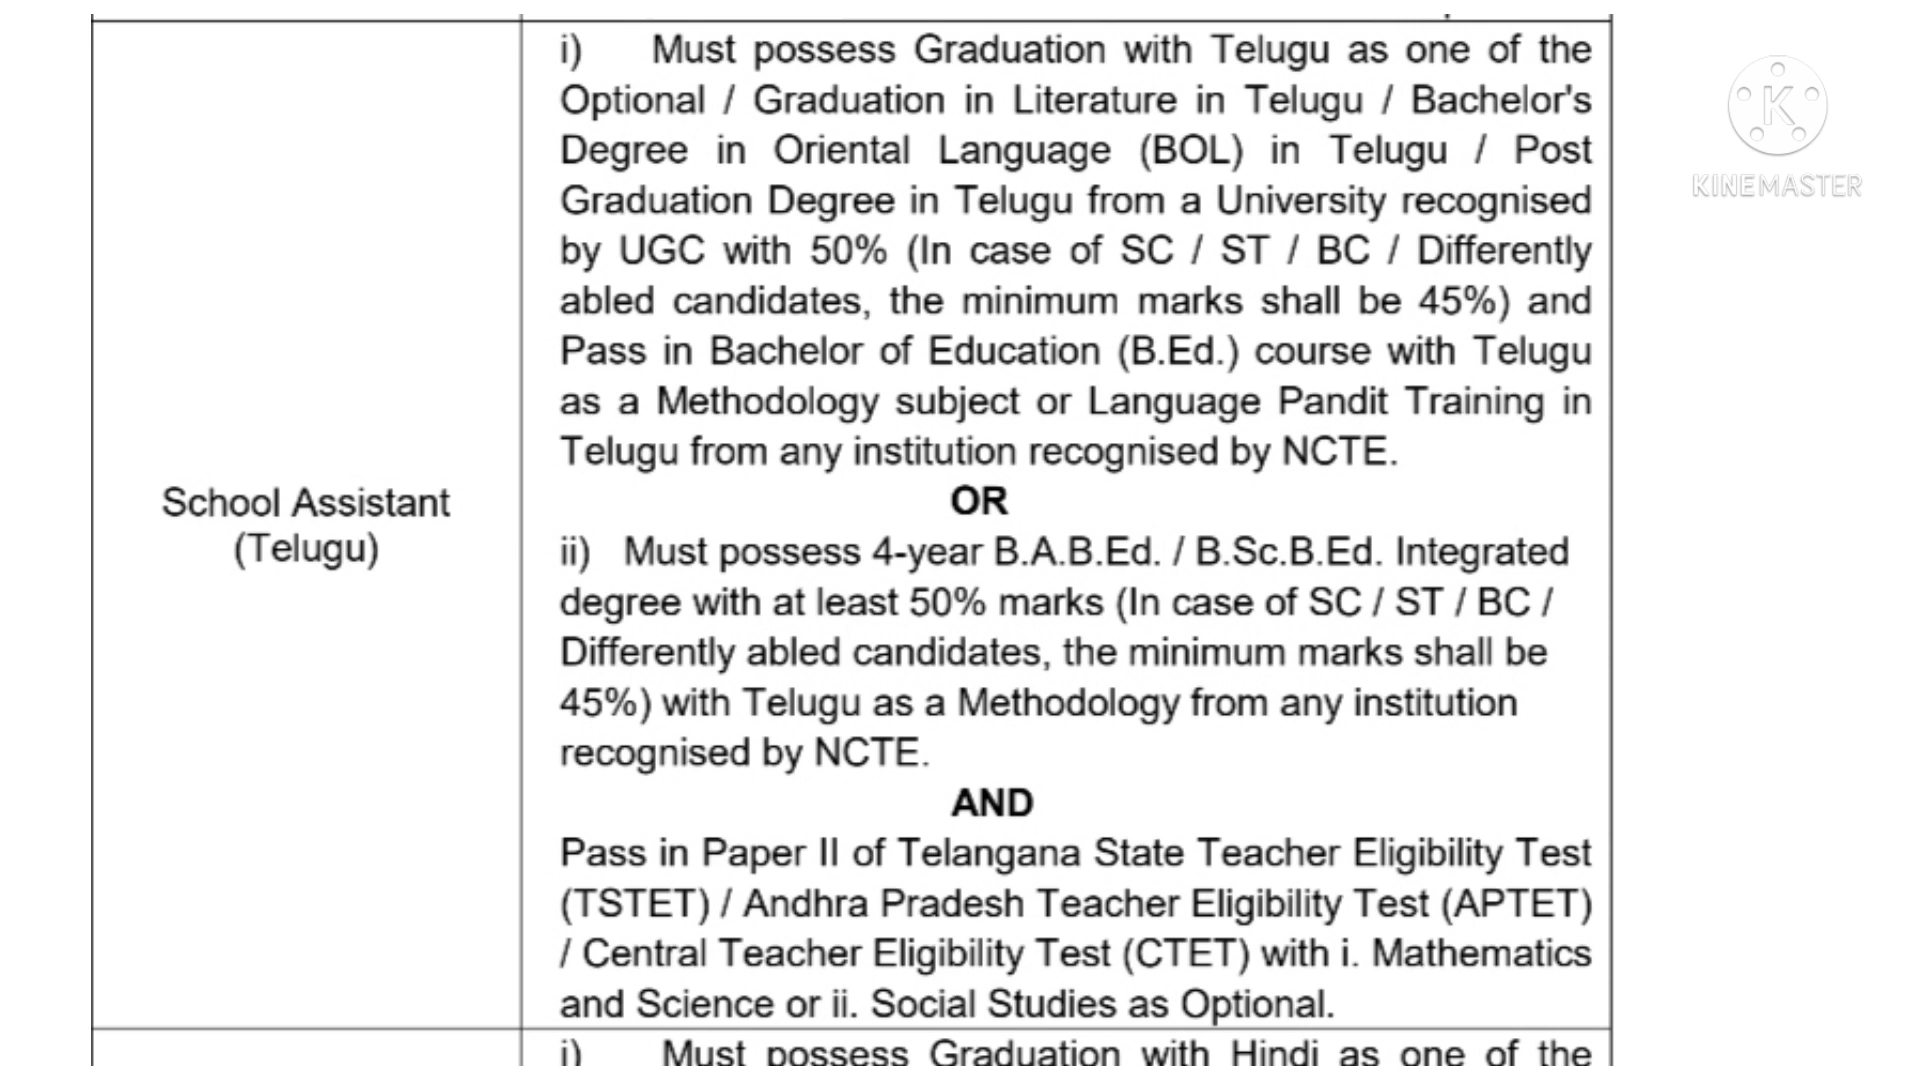 School Assistant
(Telugu)
i) Must possess Graduation with Telugu as one of the
Optional / Graduation in Literature in Telugu / Bachelor's
Degree in Oriental Language (BOL) in Telugu / Post
Graduation Degree in Telugu from a University recognised
by UGC with 50% (In case of SC / ST / BC / Differently
abled candidates, the minimum marks shall be 45%) and
Pass in Bachelor of Education (B.Ed.) course with Telugu
as a Methodology subject or Language Pandit Training in
Telugu from any institution recognised by NCTE.
OR
ii) Must possess 4-year B.A.B.Ed. / B.Sc.B.Ed. Integrated
degree with at least 50% marks (In case of SC / ST / BC /
Differently abled candidates, the minimum marks shall be
45%) with Telugu as a Methodology from any institution
recognised by NCTE.
AND
Pass in Paper II of Telangana State Teacher Eligibility Test
(TSTET) / Andhra Pradesh Teacher Eligibility Test (APTET)
/ Central Teacher Eligibility Test (CTET) with i. Mathematics
and Science or ii. Social Studies as Optional.
i) Must possess Graduation with Hindi as one of the
K
KINEMASTER